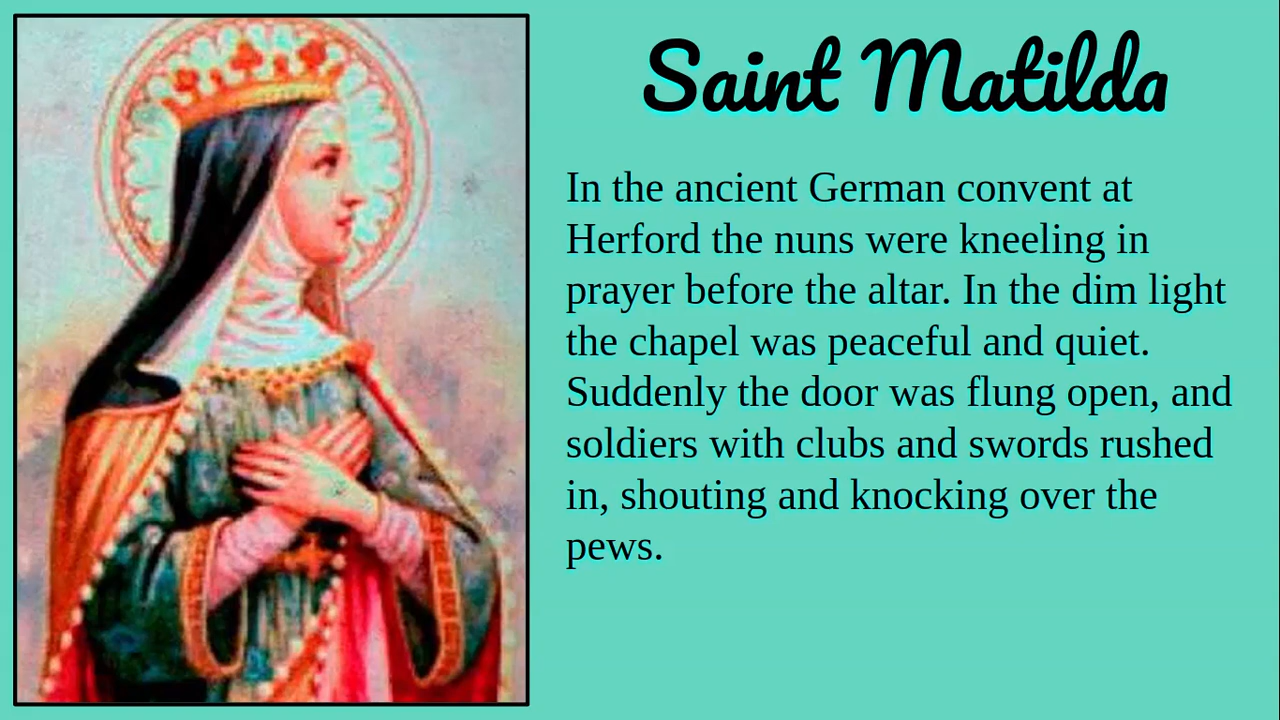 Saint Matilda
In the ancient German convent at
Herford the nuns were kneeling in
prayer before the altar. In the dim light
the chapel was peaceful and quiet.
Suddenly the door was flung open, and
soldiers with clubs and swords rushed
in, shouting and knocking over the
pews.